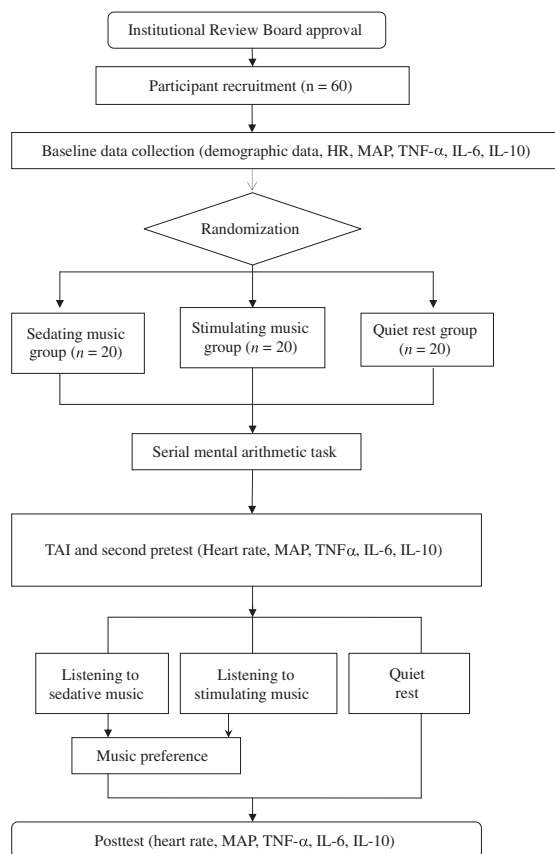 Institutional Review Board approval
Participant recruitment (n = 60)
Baseline data collection (demographic data, HR, MAP, TNF-α, IL-6, IL-10)
Randomization
Sedating music
group (n = 20)
Stimulating music
group (n = 20)
Quiet rest group
(n = 20)
Serial mental arithmetic task
TAI and second pretest (Heart rate, MAP, TNFα, IL-6, IL-10)
Listening to
sedative music
Listening to
stimulating music
Quiet
rest
Music preference
Posttest (heart rate, MAP, TNF-α, IL-6, IL-10)